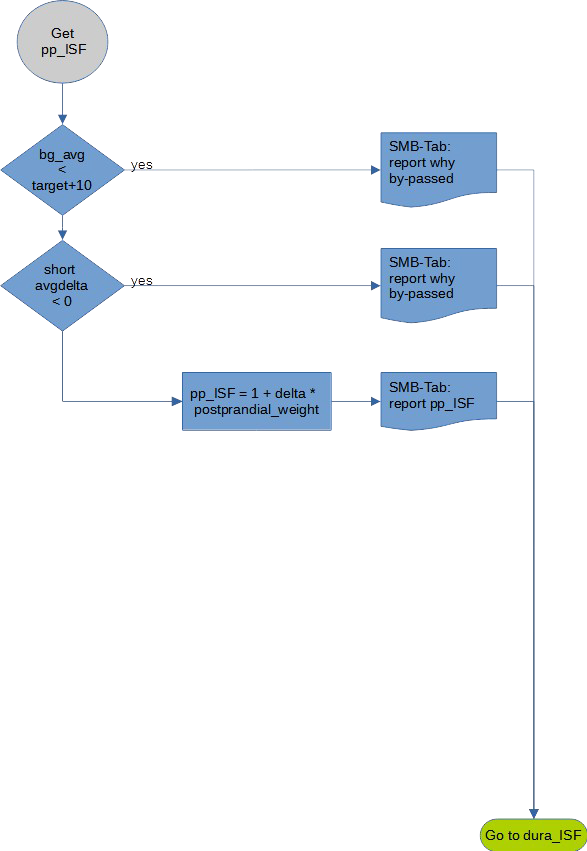 Get
pp_ISF
bg_avg
<
target+10
yes
SMB-Tab:
report why
by-passed
short
avgdelta
< 0
yes
SMB-Tab:
report why
by-passed
pp_ISF = 1 + delta *
postprandial_weight
SMB-Tab:
report pp_ISF
Go to dura_ISF